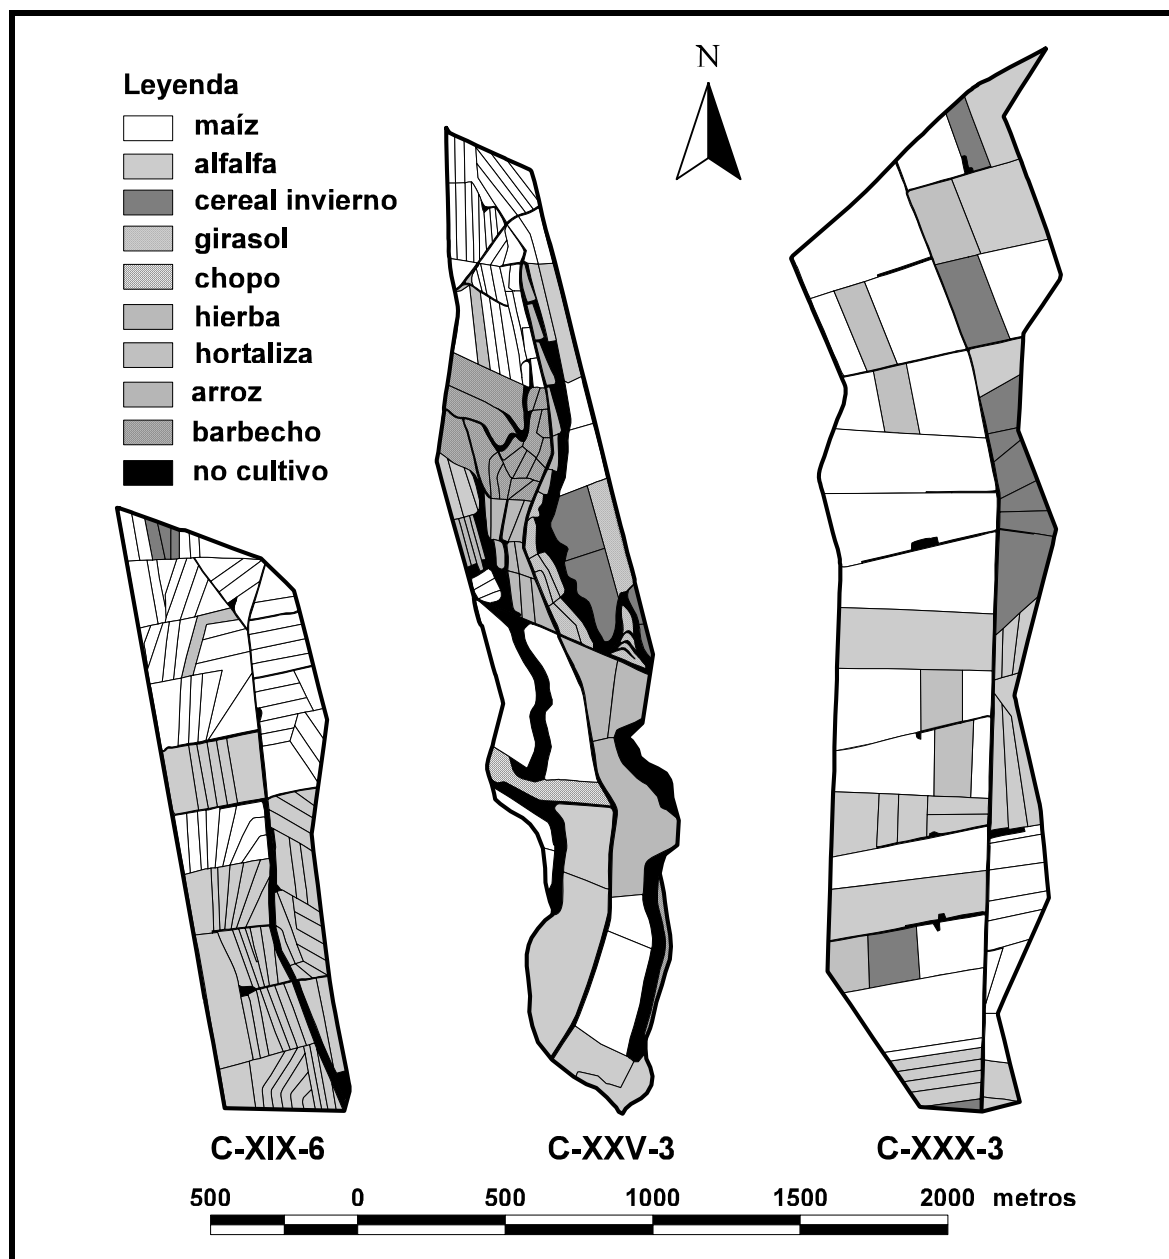 N
Leyenda
maíz
alfalfa
cereal invierno
girasol
chopo
hierba
hortaliza
arroz
barbecho
no cultivo
C-XIX-6 C-XXV-3 C-XXX-3
500 0 500 1000 1500 2000 metros